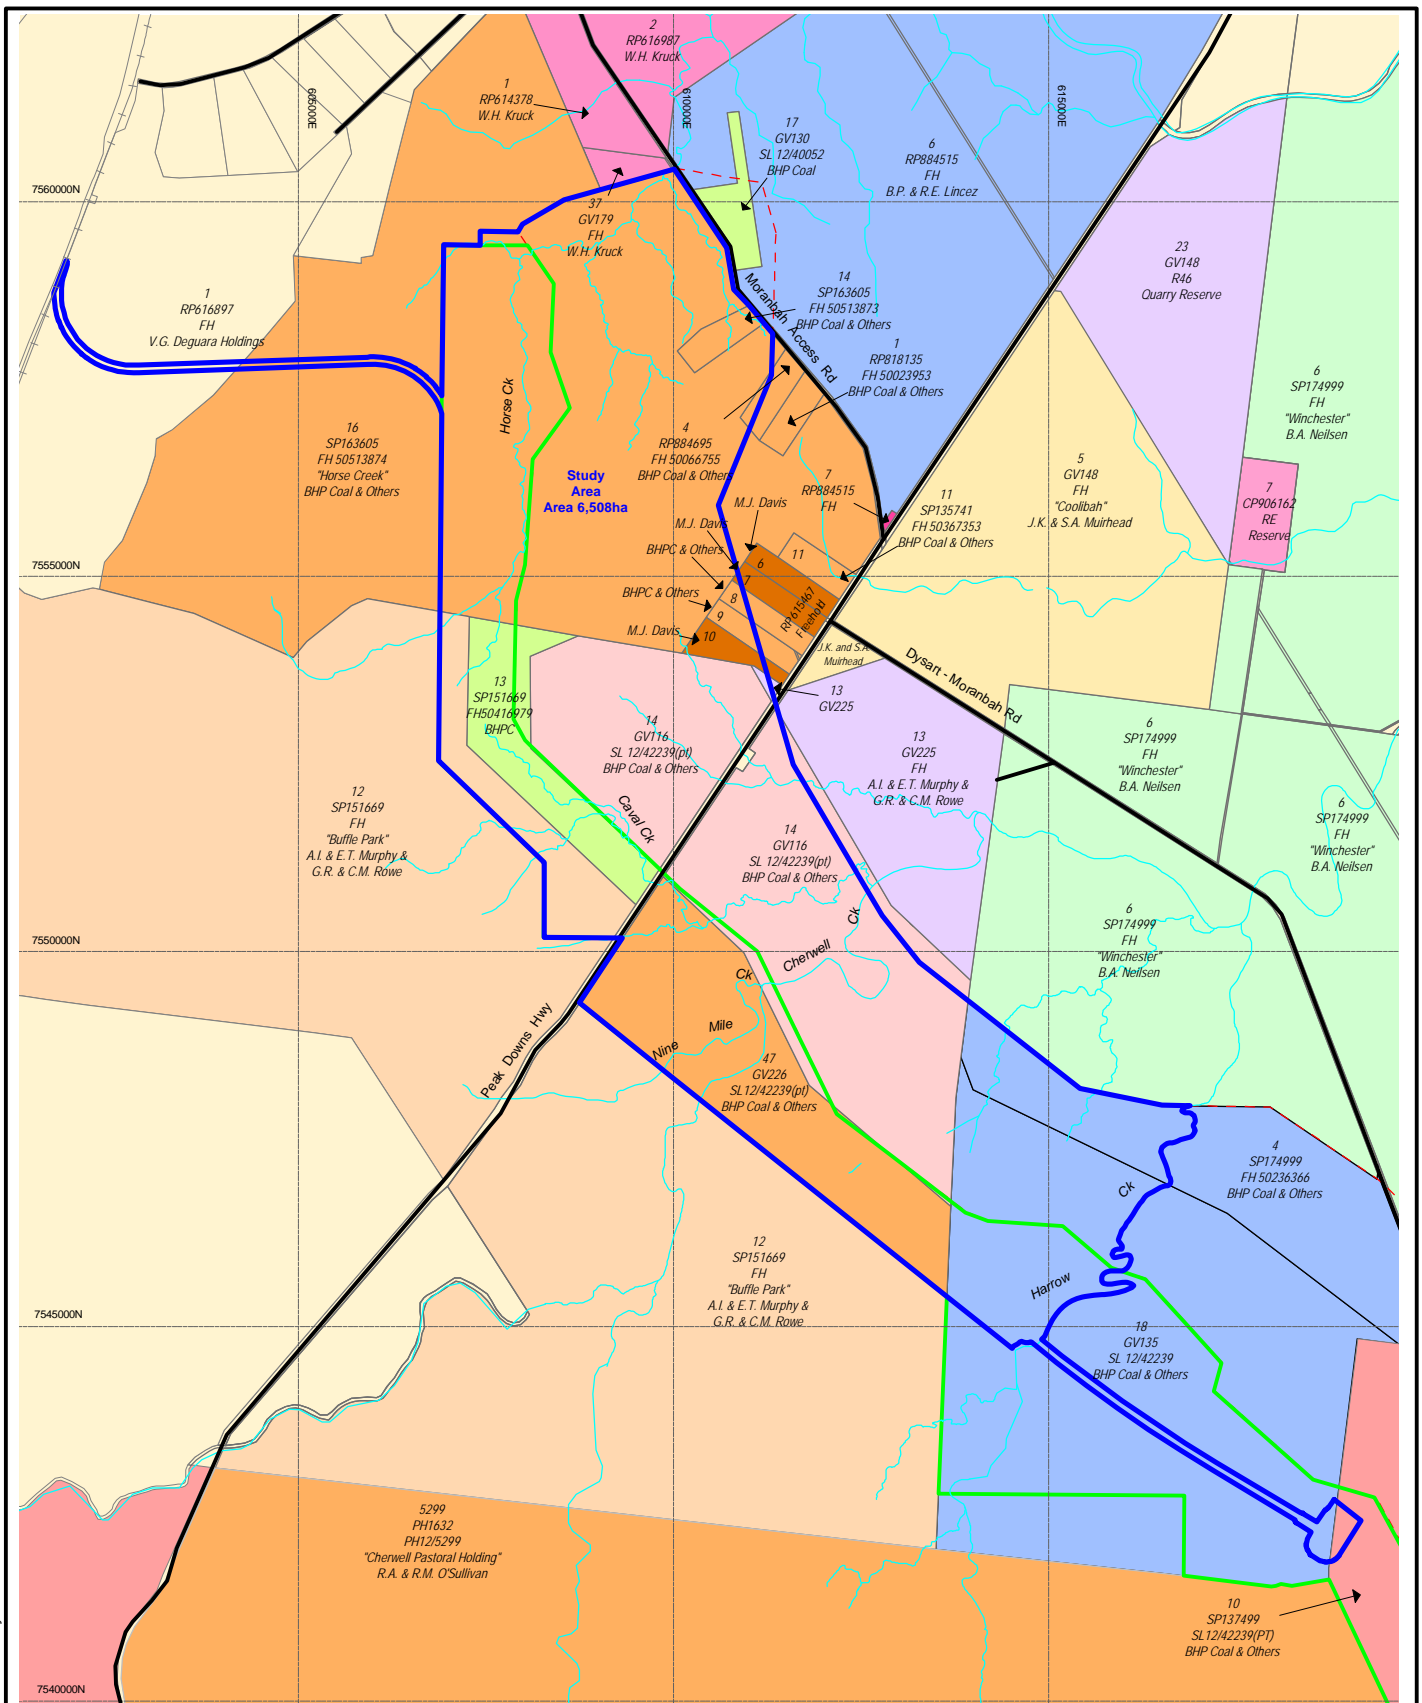 2
RP616987
W.H. Kruck
1
RP614378
W.H. Kruck
605000E
610000E
615000E
17
GV130
SL 12/40052
BHP Coal
6
RP884515
FH
B.P. & R.E. Lincez
7560000N
37
GV179
FH
W.H. Kruck
23
GV148
R46
Quarry Reserve
1
RP616897
FH
V.G. Deguara Holdings
14
SP163605
FH 50513873
BHP Coal & Others
Moranbah Access Rd
1
RP818135
FH 50023953
BHP Coal & Others
6
SP174999
FH
"Winchester"
B.A. Neilsen
Horse Ck
16
SP163605
FH 50513874
"Horse Creek"
BHP Coal & Others
4
RP884695
FH 50066755
BHP Coal & Others
Study
Area
Area 6,508ha
7
RP884515
FH
11
SP135741
FH 50367353
BHP Coal & Others
5
GV148
FH
"Coolibah"
J.K. & S.A. Muirhead
7
CP906162
RE
Reserve
M.J. Davis
M.J. Davis
BHPC & Others
BHPC & Others
M.J. Davis
11
6
7
8
9
10
RP615467
Freehold
7555000N
J.K. and S.A.
Muirhead
Dysart - Moranbah Rd
13
GV225
13
SP151669
FH50416979
BHPC
14
GV116
SL 12/42239(pt)
BHP Coal & Others
13
GV225
FH
A.I. & E.T. Murphy &
G.R. & C.M. Rowe
6
SP174999
FH
"Winchester"
B.A. Neilsen
12
SP151669
FH
"Buffle Park"
A.I. & E.T. Murphy &
G.R. & C.M. Rowe
Caval Ck
14
GV116
SL 12/42239(pt)
BHP Coal & Others
6
SP174999
FH
"Winchester"
B.A. Neilsen
6
SP174999
FH
"Winchester"
B.A. Neilsen
7550000N
Cherwell Ck
Nine Mile Ck
Peak Downs Hwy
47
GV226
SL12/42239(pt)
BHP Coal & Others
4
SP174999
FH 50236366
BHP Coal & Others
Harrow Ck
12
SP151669
FH
"Buffle Park"
A.I. & E.T. Murphy &
G.R. & C.M. Rowe
7545000N
18
GV135
SL 12/42239
BHP Coal & Others
5299
PH1632
PH12/5299
"Cherwell Pastoral Holding"
R.A. & R.M. O'Sullivan
10
SP137499
SL12/42239(PT)
BHP Coal & Others
7540000N